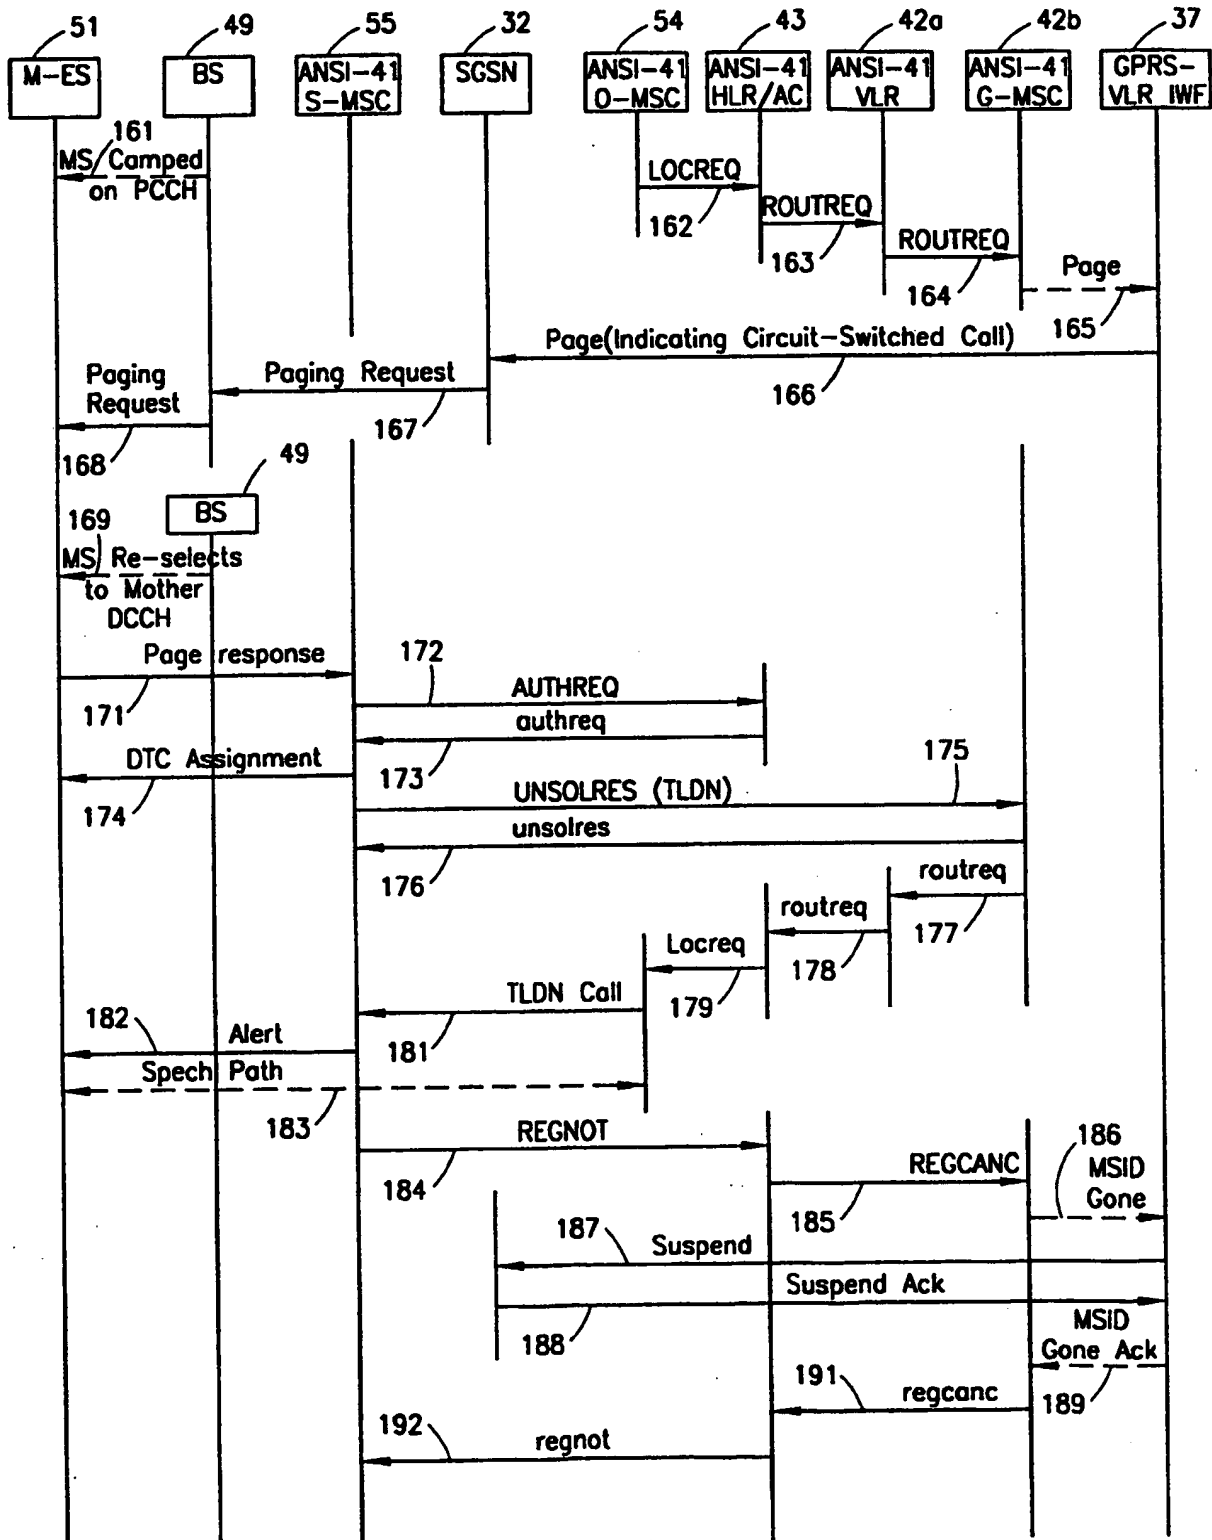 51
49
55
32
54
43
42a
42b
37
M-ES
BS
ANSI-41
S-MSC
SGSN
ANSI-41
O-MSC
ANSI-41
HLR/AC
ANSI-41
VLR
ANSI-41
G-MSC
GPRS-
VLR IWF
161
MS Camped
on PCCH
LOCREQ
162
ROUTREQ
163
ROUTREQ
164
Page
165
Page(Indicating Circuit-Switched Call)
166
Paging Request
167
Paging
Request
168
49
BS
169
MS Re-selects
to Mother
DCCH
Page response
171
172
AUTHREQ
authreq
173
DTC Assignment
174
175
UNSOLRES (TLDN)
unsolres
176
routreq
177
routreq
178
Locreq
179
TLDN Call
181
182
Alert
Spech Path
183
REGNOT
184
REGCANC
185
186
MSID
Gone
187
Suspend
Suspend Ack
188
MSID
Gone Ack
189
191
regcanc
192
regnot